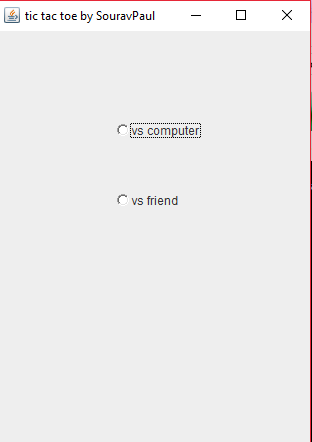 tic tac toe by SouravPaul
vs computer
vs friend